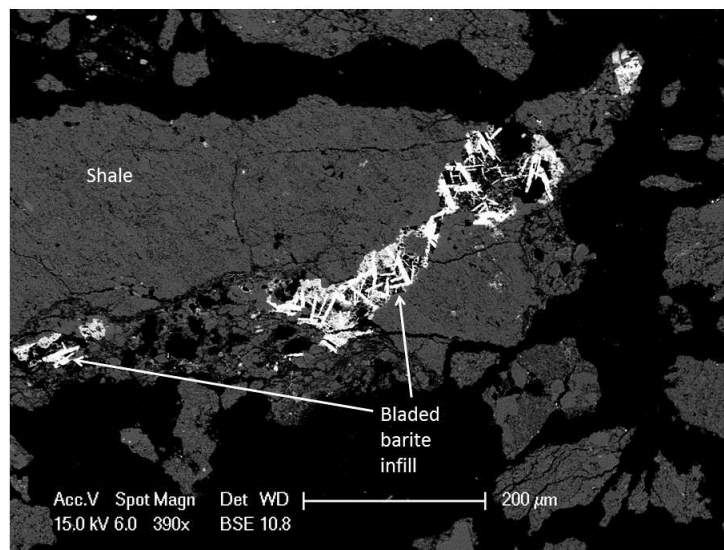 Shale
Bladed
barite
infill
Acc.V Spot Magn Det WD
15.0 kV 6.0 390x BSE 10.8
200 µm